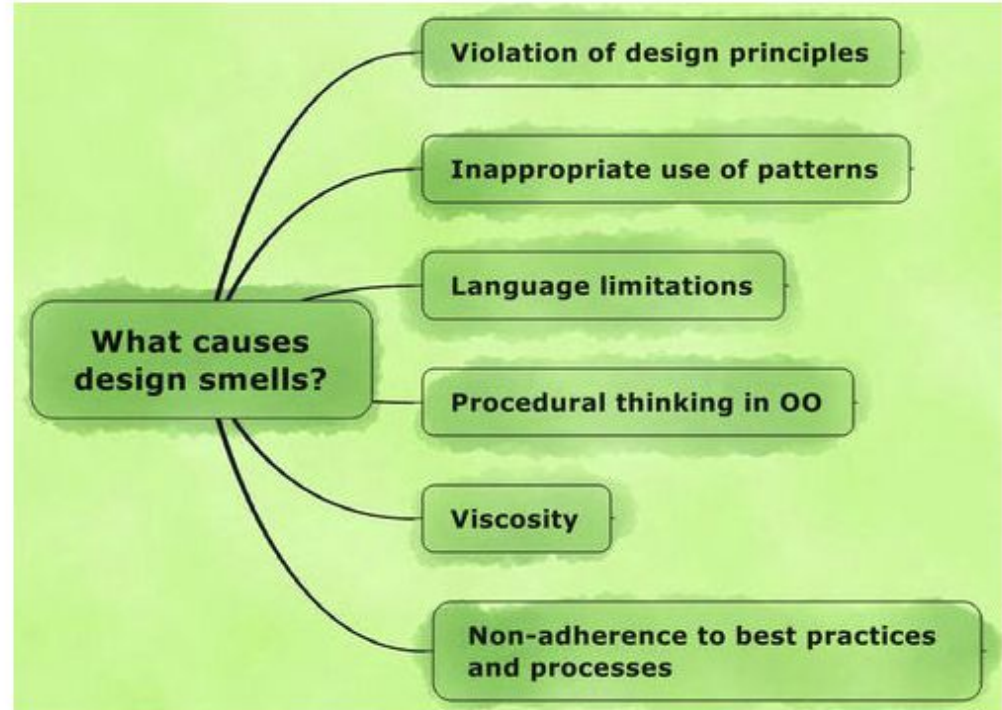 What causes
design smells?
Violation of design principles
Inappropriate use of patterns
Language limitations
Procedural thinking in OO
Viscosity
Non-adherence to best practices
and processes